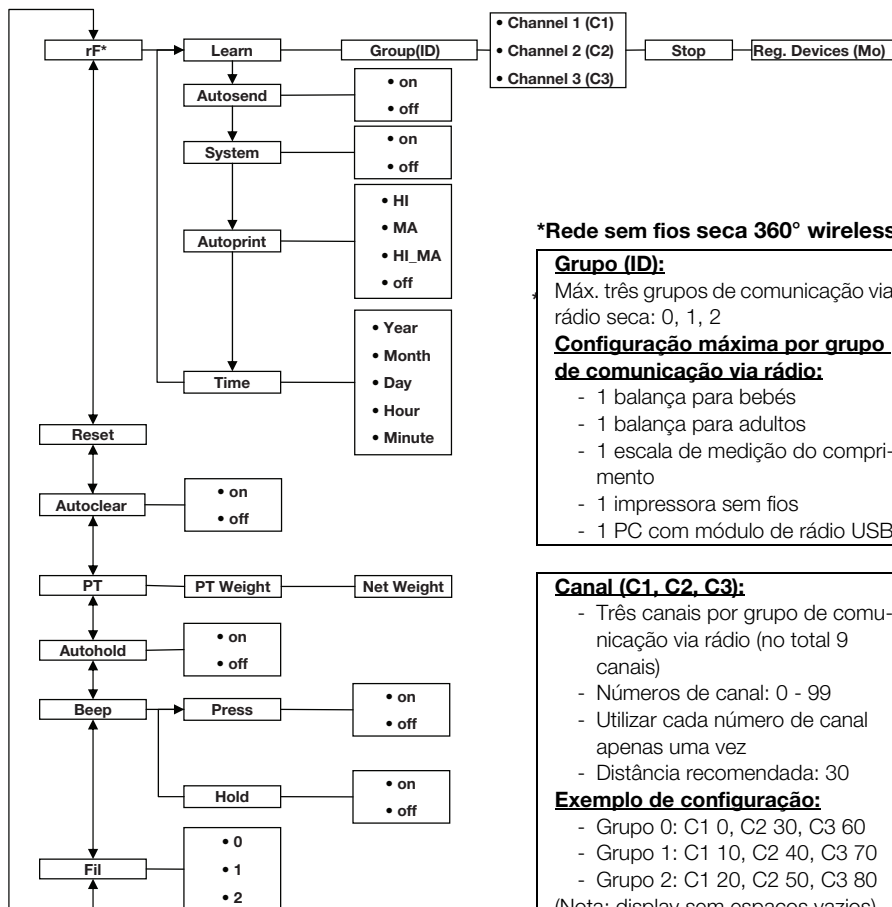 rF*
Learn
Group(ID)
• Channel 1 (C1)
• Channel 2 (C2)
• Channel 3 (C3)
Stop
Reg. Devices (Mo)
Autosend
• on
• off
System
• on
• off
Autoprint
• HI
• MA
• HI_MA
• off
Time
• Year
• Month
• Day
• Hour
• Minute
Reset
Autoclear
• on
• off
PT
PT Weight
Net Weight
Autohold
• on
• off
Beep
Press
• on
• off
Hold
• on
• off
Fil
• 0
• 1
• 2
*Rede sem fios seca 360° wireless
Grupo (ID):
* Máx. três grupos de comunicação via
rádio seca: 0, 1, 2
Configuração máxima por grupo
de comunicação via rádio:
- 1 balança para bebés
- 1 balança para adultos
- 1 escala de medição do compri-
mento
- 1 impressora sem fios
- 1 PC com módulo de rádio USB
Canal (C1, C2, C3):
- Três canais por grupo de comu-
nicação via rádio (no total 9
canais)
- Números de canal: 0 - 99
- Utilizar cada número de canal
apenas uma vez
- Distância recomendada: 30
Exemplo de configuração:
- Grupo 0: C1 0, C2 30, C3 60
- Grupo 1: C1 10, C2 40, C3 70
- Grupo 2: C1 20, C2 50, C3 80
(Nota: display sem espaços vazios)